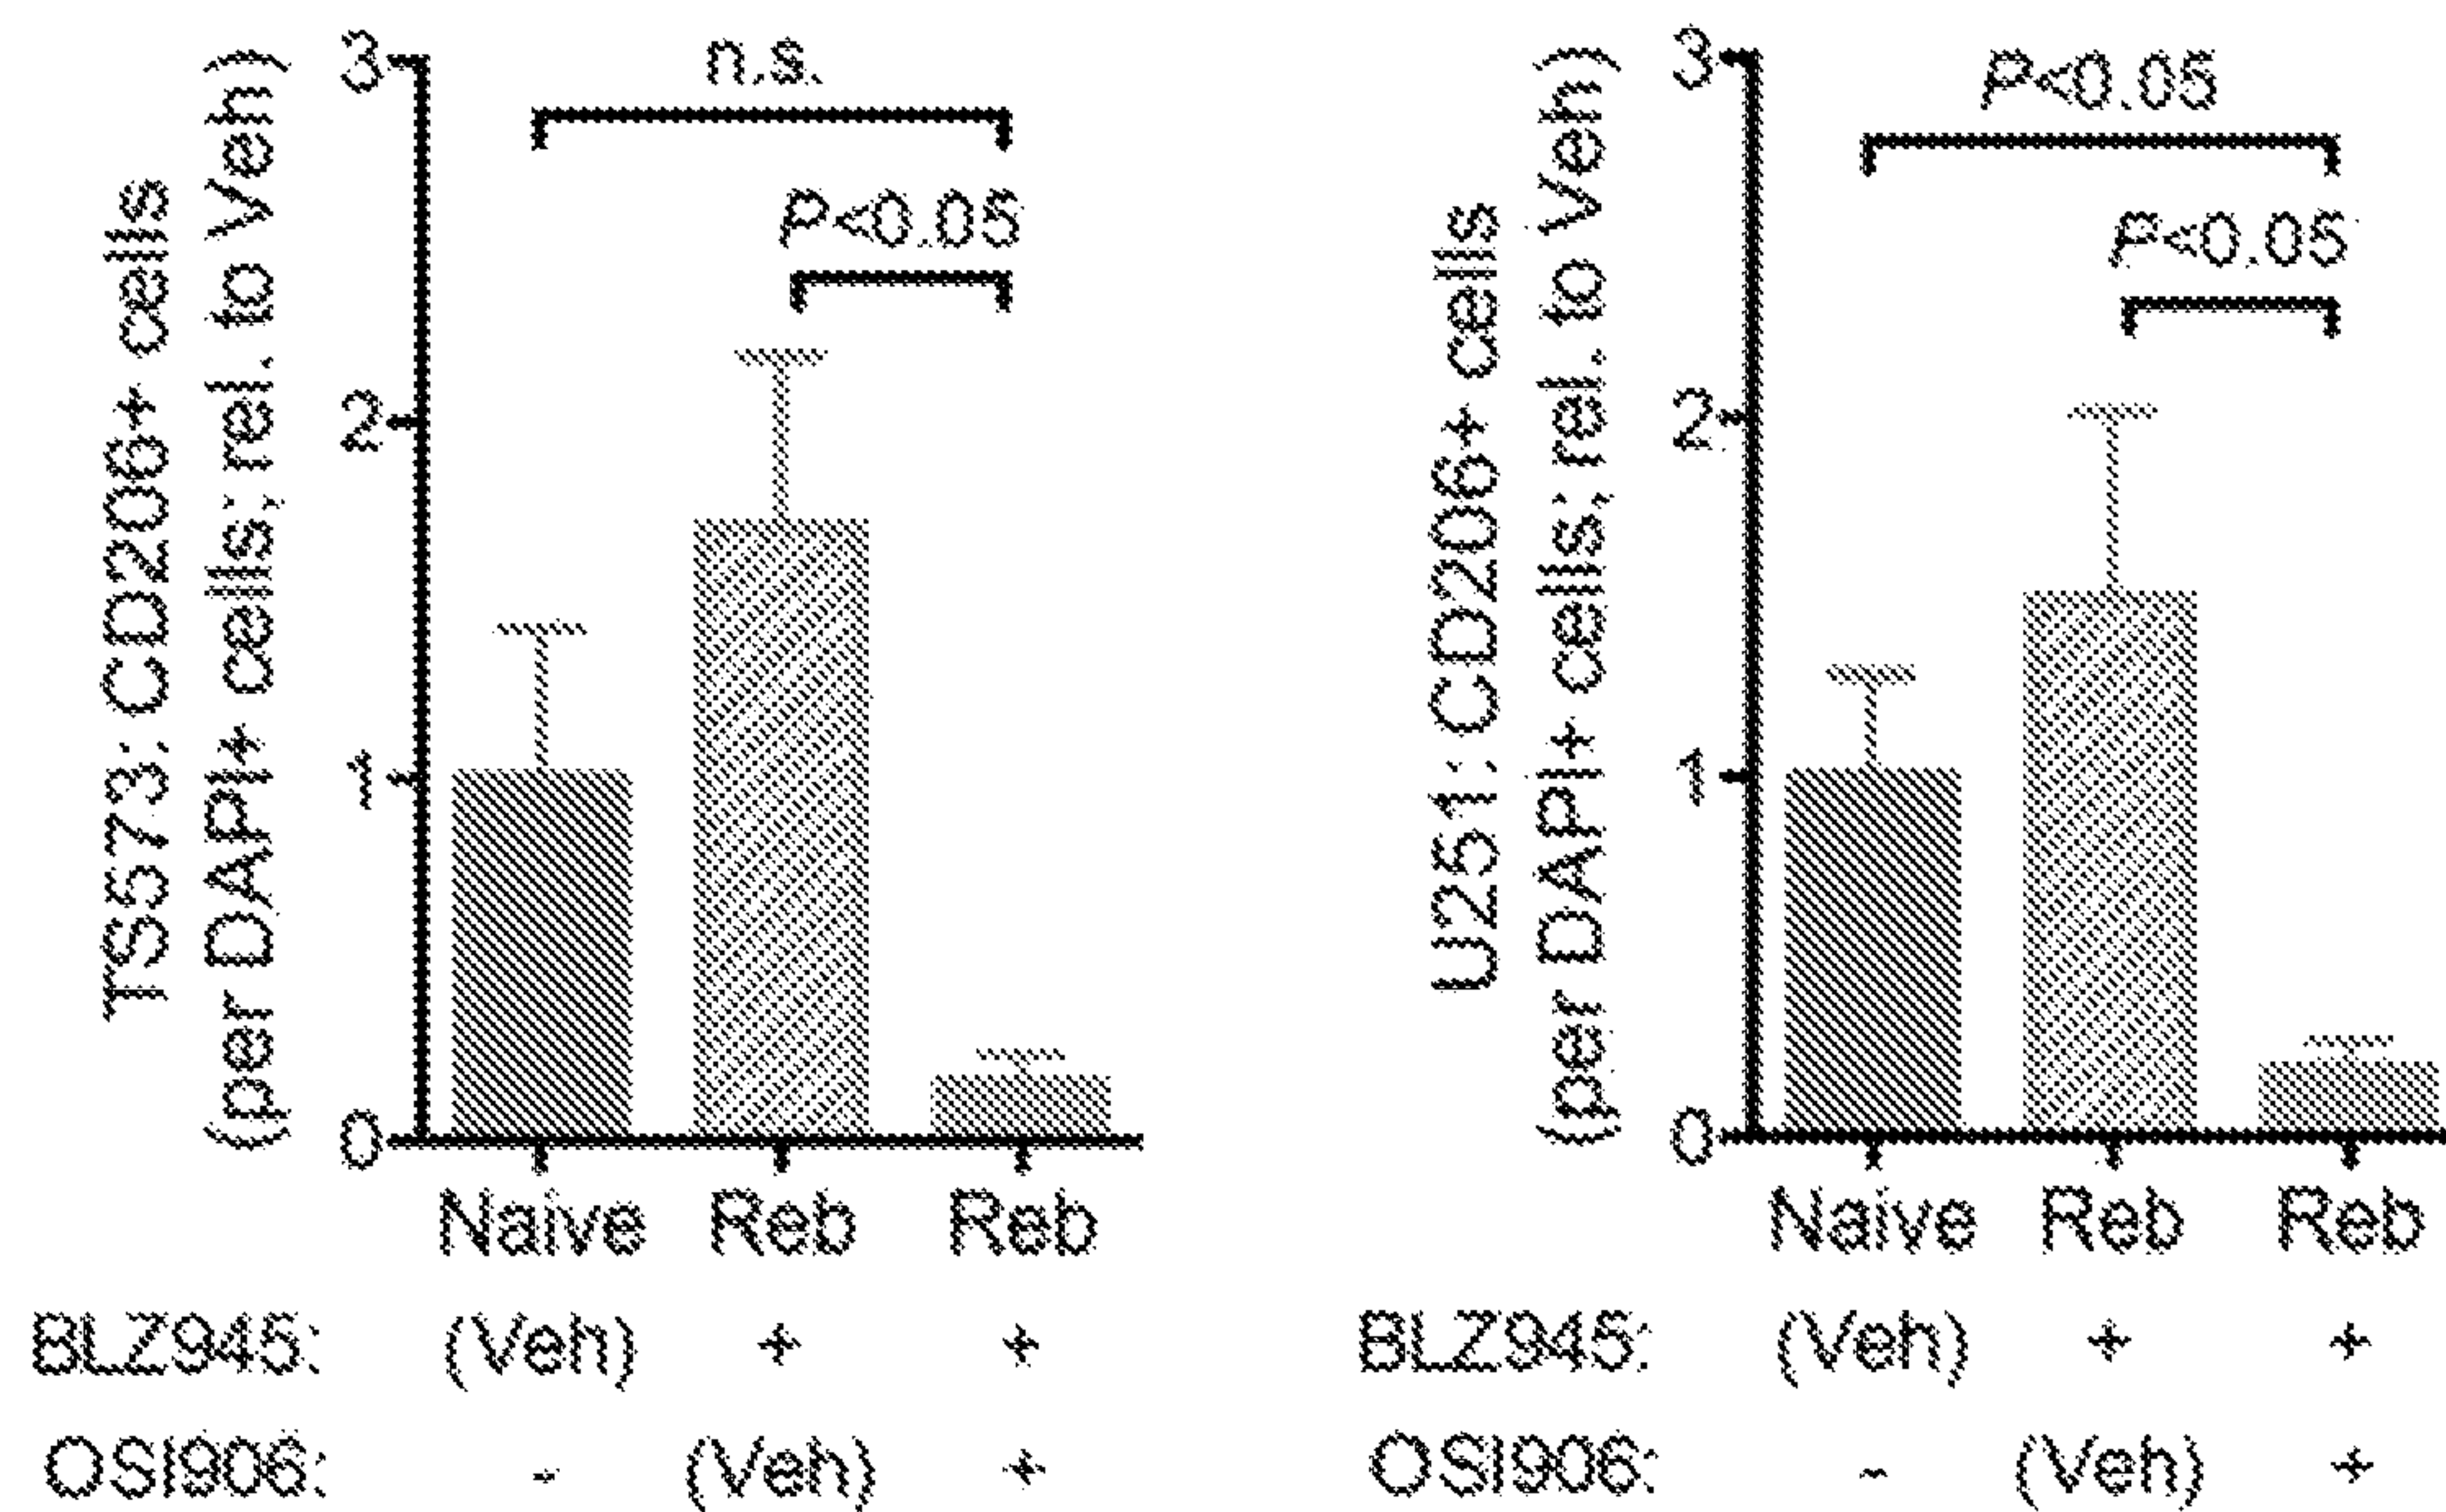 TS573: CD206+ cells
(per DAPI+ cells; rel. to Veh)
3
2
1
0
n.s.
P<0.05
Naive Reb Reb
BLZ945: (Veh) + +
OSI906: - (Veh) +
U251: CD206+ cells
(per DAPI+ cells; rel. to Veh)
3
2
1
0
P<0.05
P<0.05
Naive Reb Reb
BLZ945: (Veh) + +
OSI906: - (Veh) +